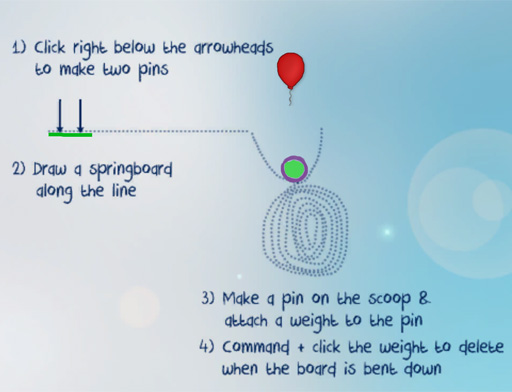 1) Click right below the arrowheads
to make two pins
2) Draw a springboard
along the line
3) Make a pin on the scoop &
attach a weight to the pin
4) Command + click the weight to delete
when the board is bent down